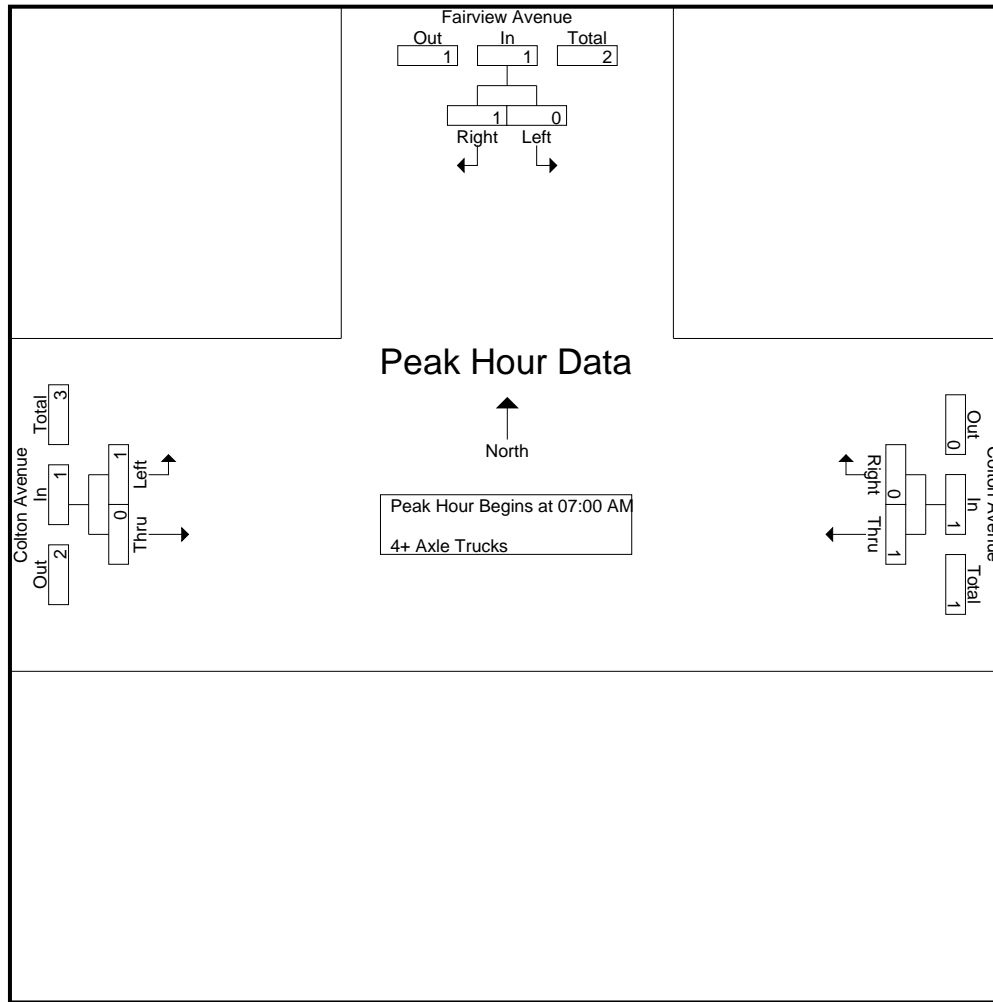 Fairview Avenue
Out In Total
1 1 2
1 0
Right Left
Peak Hour Data
North
Peak Hour Begins at 07:00 AM
4+ Axle Trucks
Colton Avenue
Out In Total
2 1 3
1 0
Left Thru
Colton Avenue
Out In Total
0 1 1
0 1
Right Thru